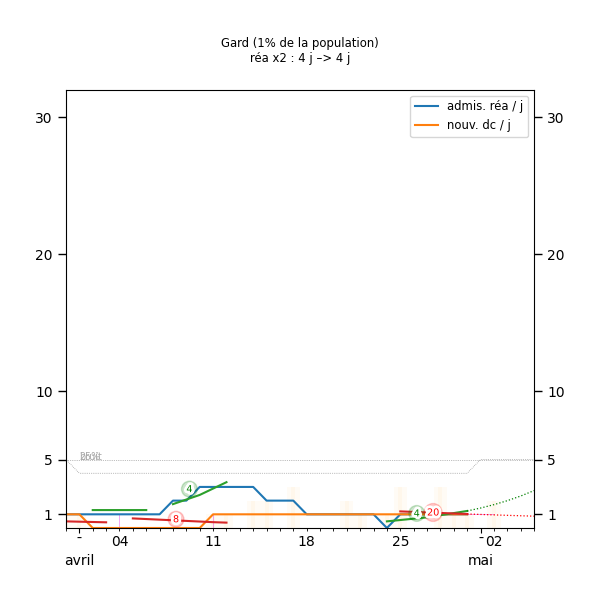 Gard (1% de la population)
réa x2 : 4 j –> 4 j
admis. réa / j
nouv. dc / j
30
30
20
20
10
10
5
5
1
1
4
8
4
20
- 04 11 18 25 - 02
avril mai